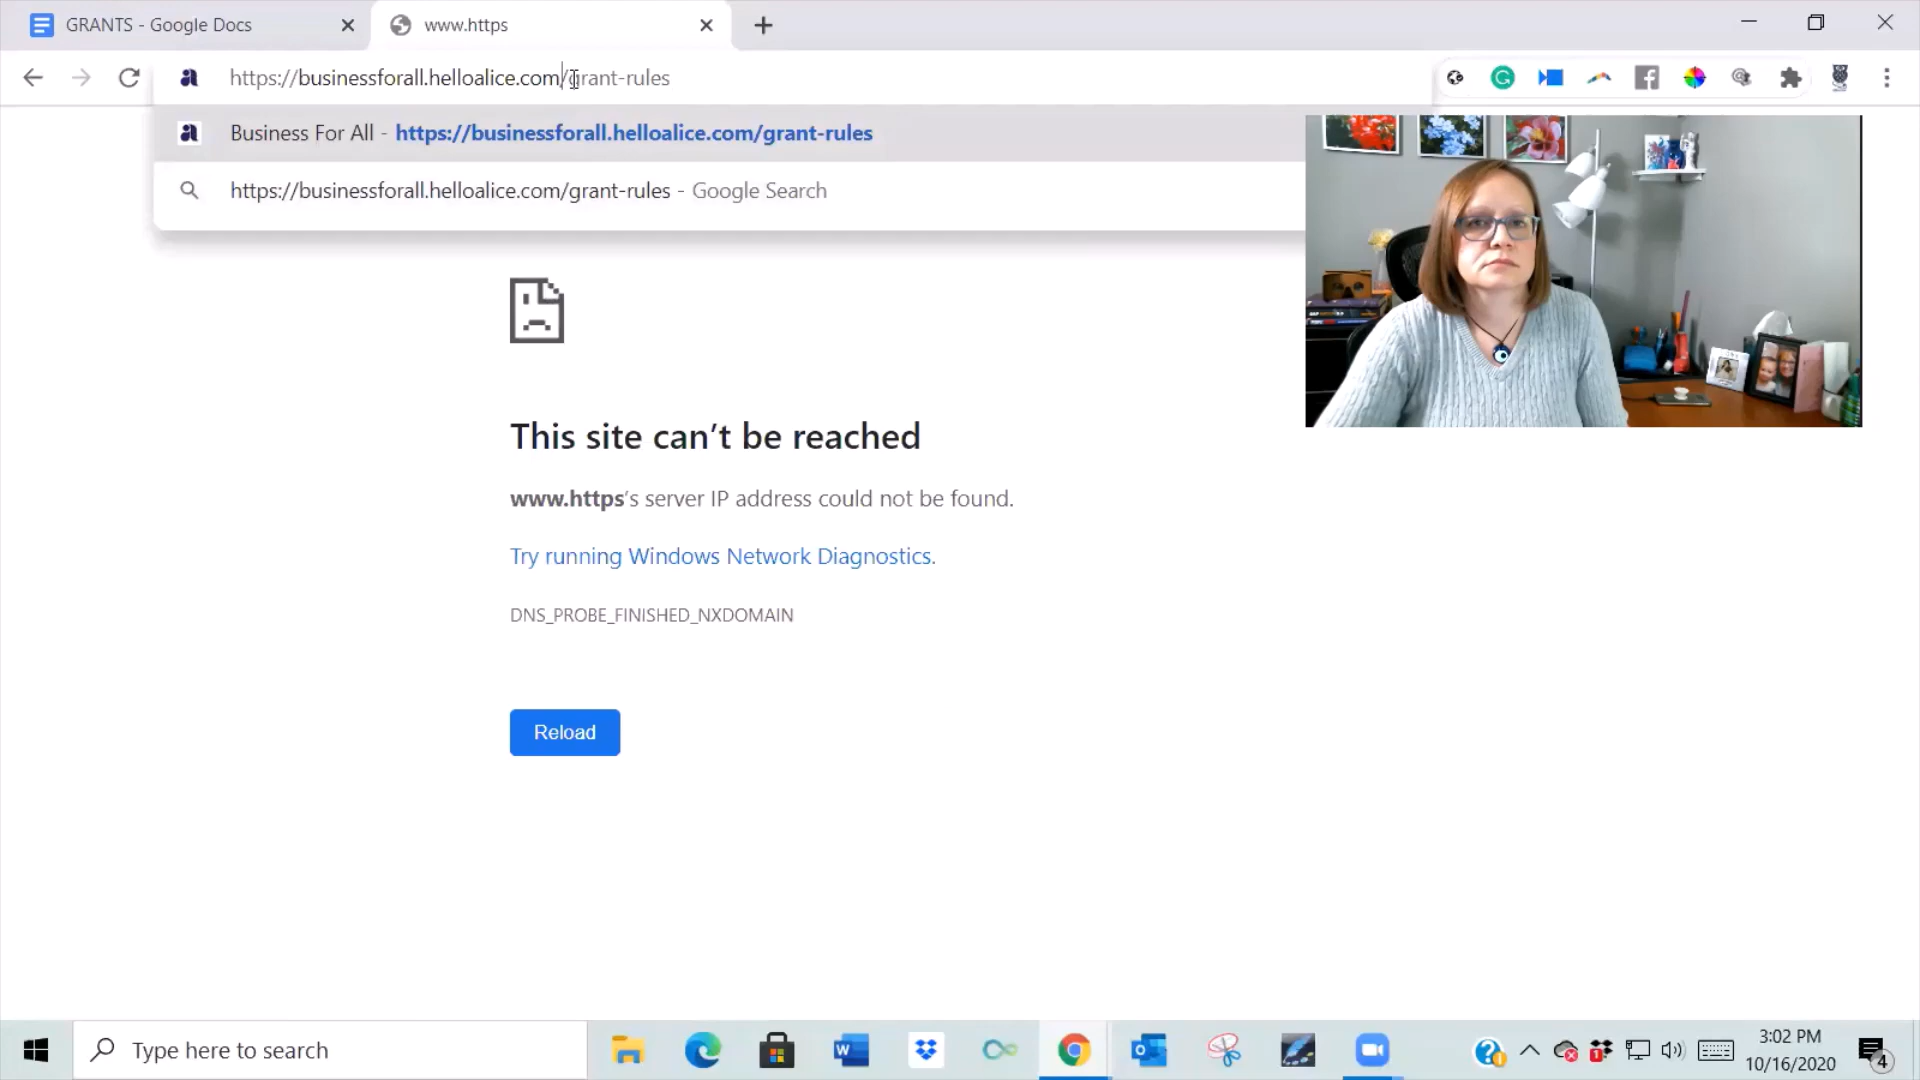 GRANTS - Google Docs
www.https
https://businessforall.helloalice.com/grant-rules
Business For All - https://businessforall.helloalice.com/grant-rules
https://businessforall.helloalice.com/grant-rules - Google Search
This site can't be reached
www.https's server IP address could not be found.
Try running Windows Network Diagnostics.
DNS_PROBE_FINISHED_NXDOMAIN
Reload
Type here to search
3:02 PM
10/16/2020
4